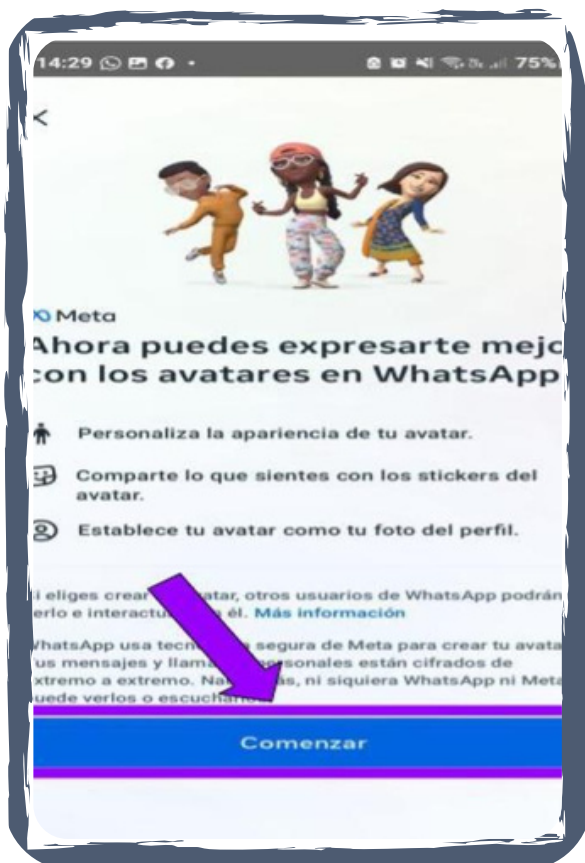 14:29
75%
Meta
Ahora puedes expresarte mejo
con los avatares en WhatsApp
Personaliza la apariencia de tu avatar.
Comparte lo que sientes con los stickers del
avatar.
Establece tu avatar como tu foto del perfil.
i eliges crear atar, otros usuarios de WhatsApp podrán
erlo e interactu él. Más información
WhatsApp usa tecn segura de Meta para crear tu avata
us mensajes y llama rsonales están cifrados de
xtremo a extremo. Na ás, ni siquiera WhatsApp ni Meta
uede verlos o escuchar
Comenzar